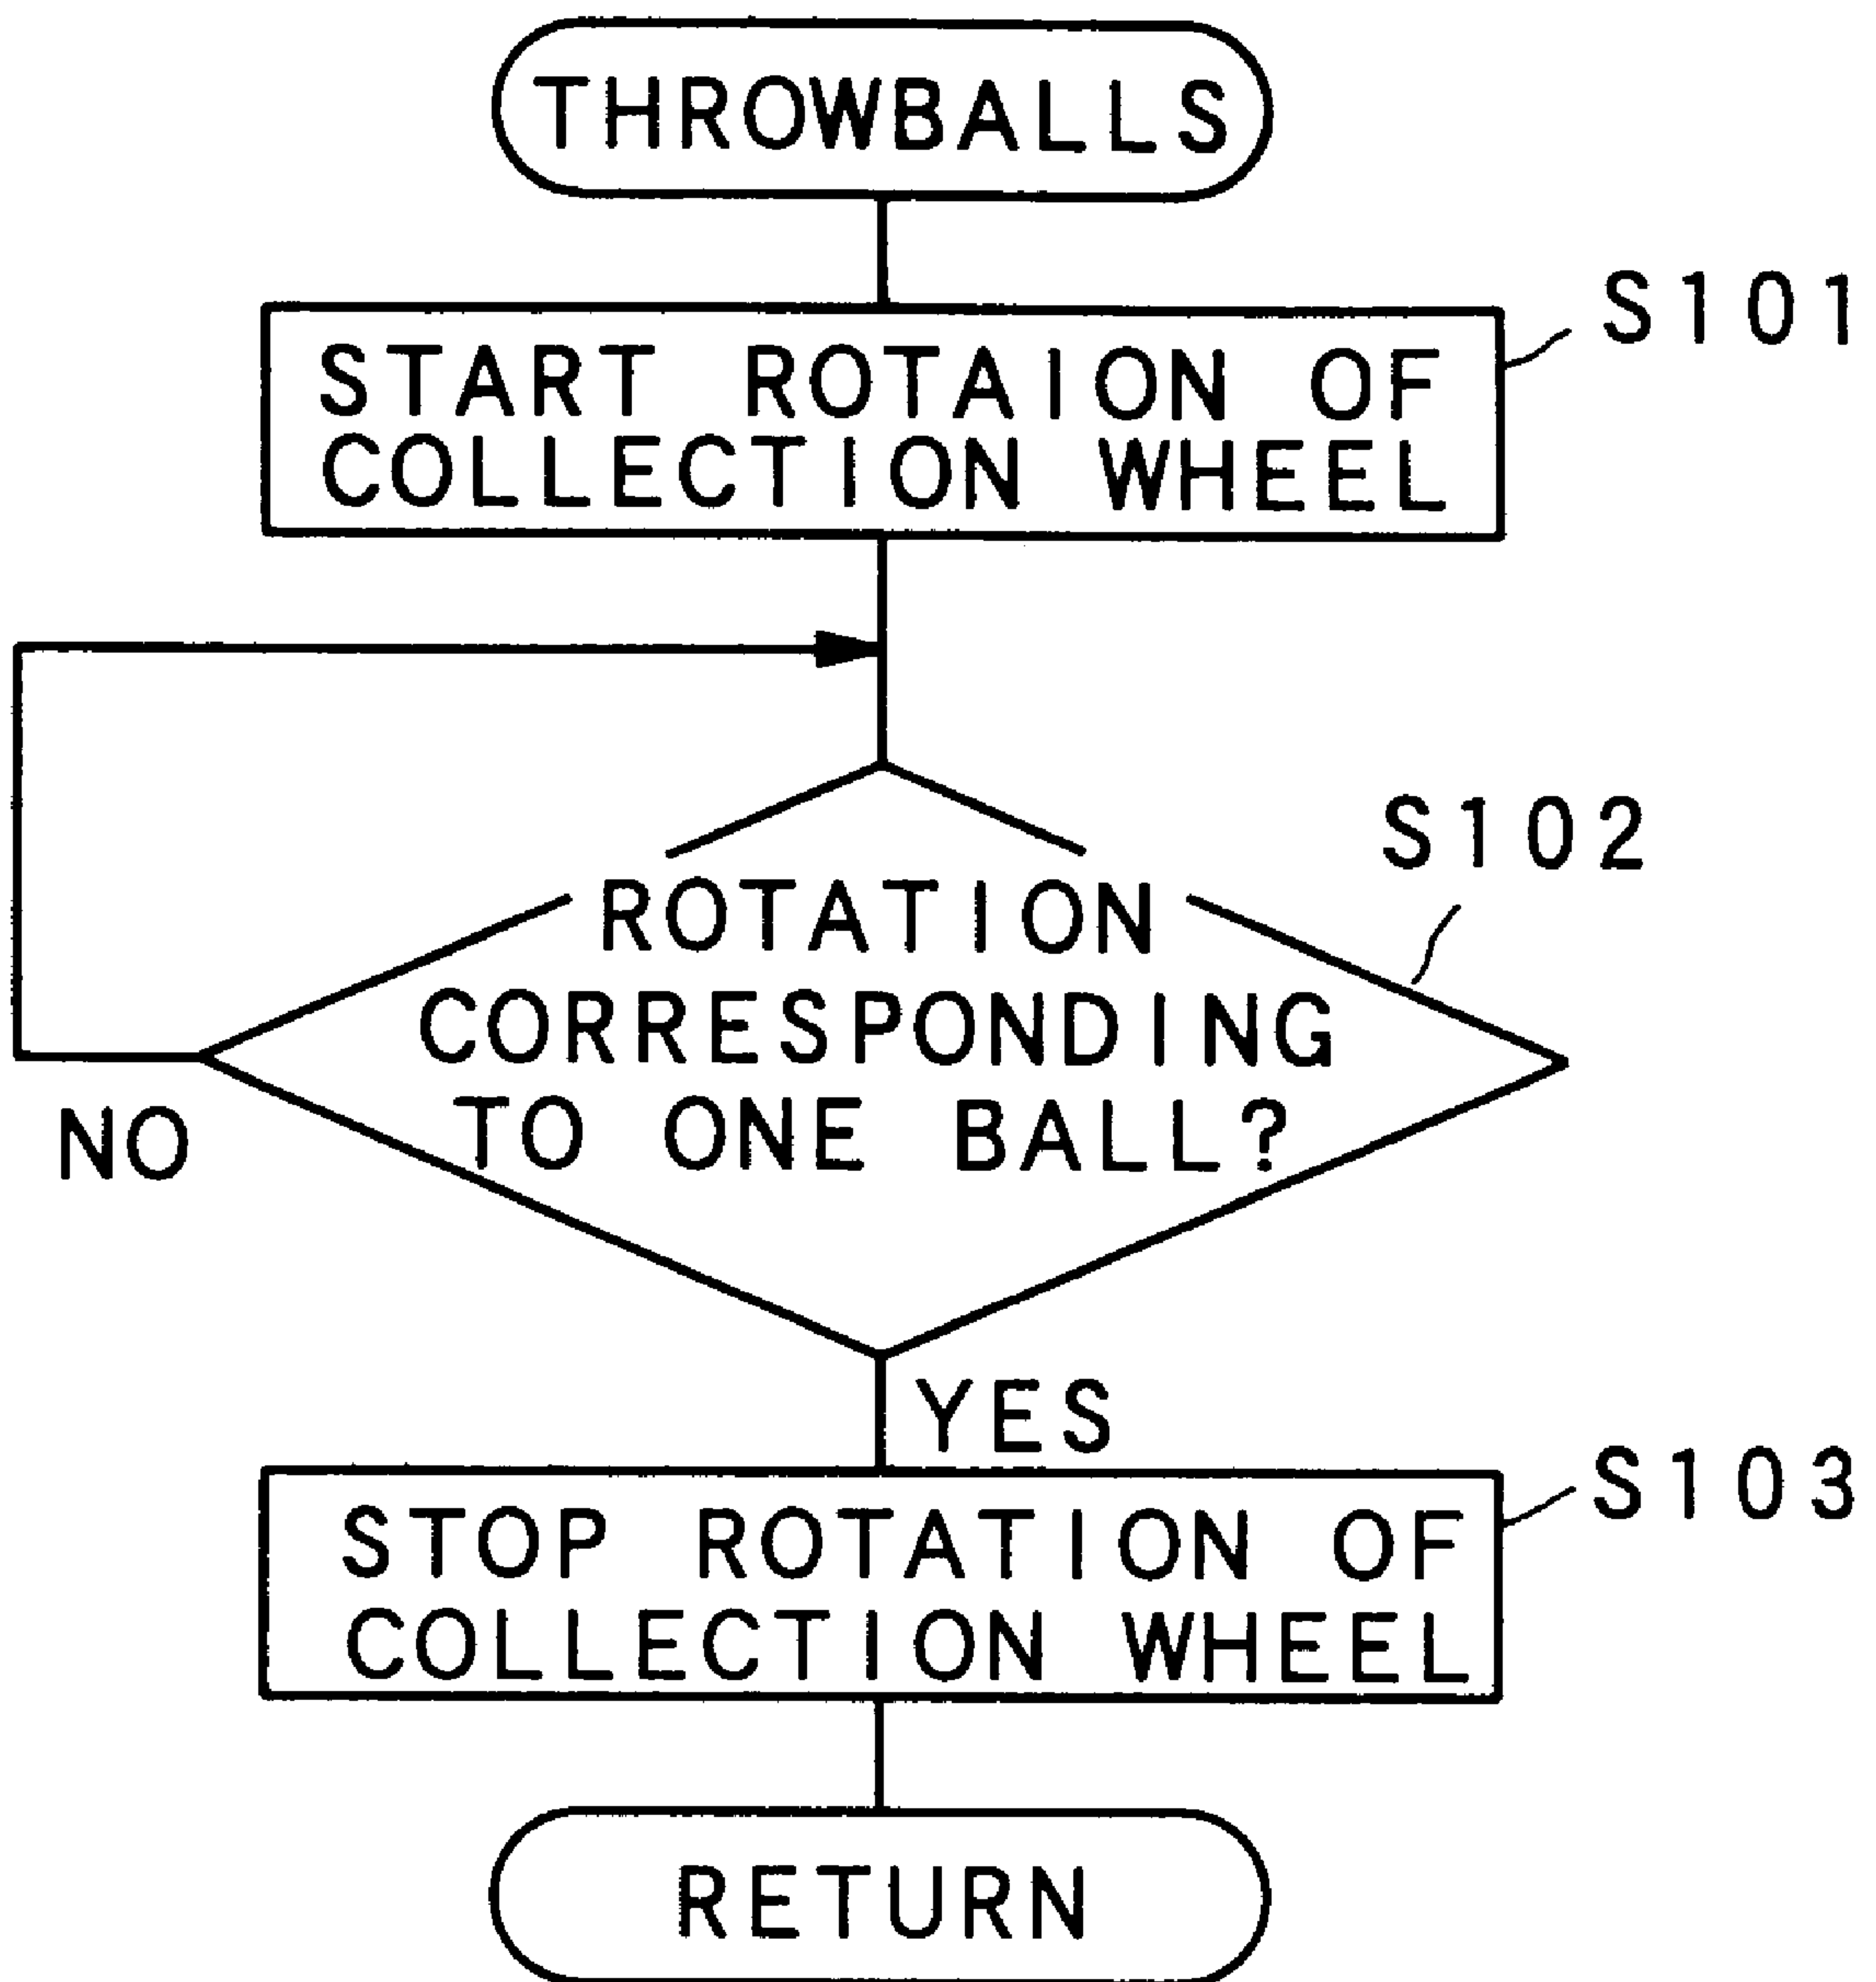 THROWBALLS
S101
START ROTAION OF
COLLECTION WHEEL
S102
ROTATION
CORRESPONDING
TO ONE BALL?
NO
YES
S103
STOP ROTATION OF
COLLECTION WHEEL
RETURN